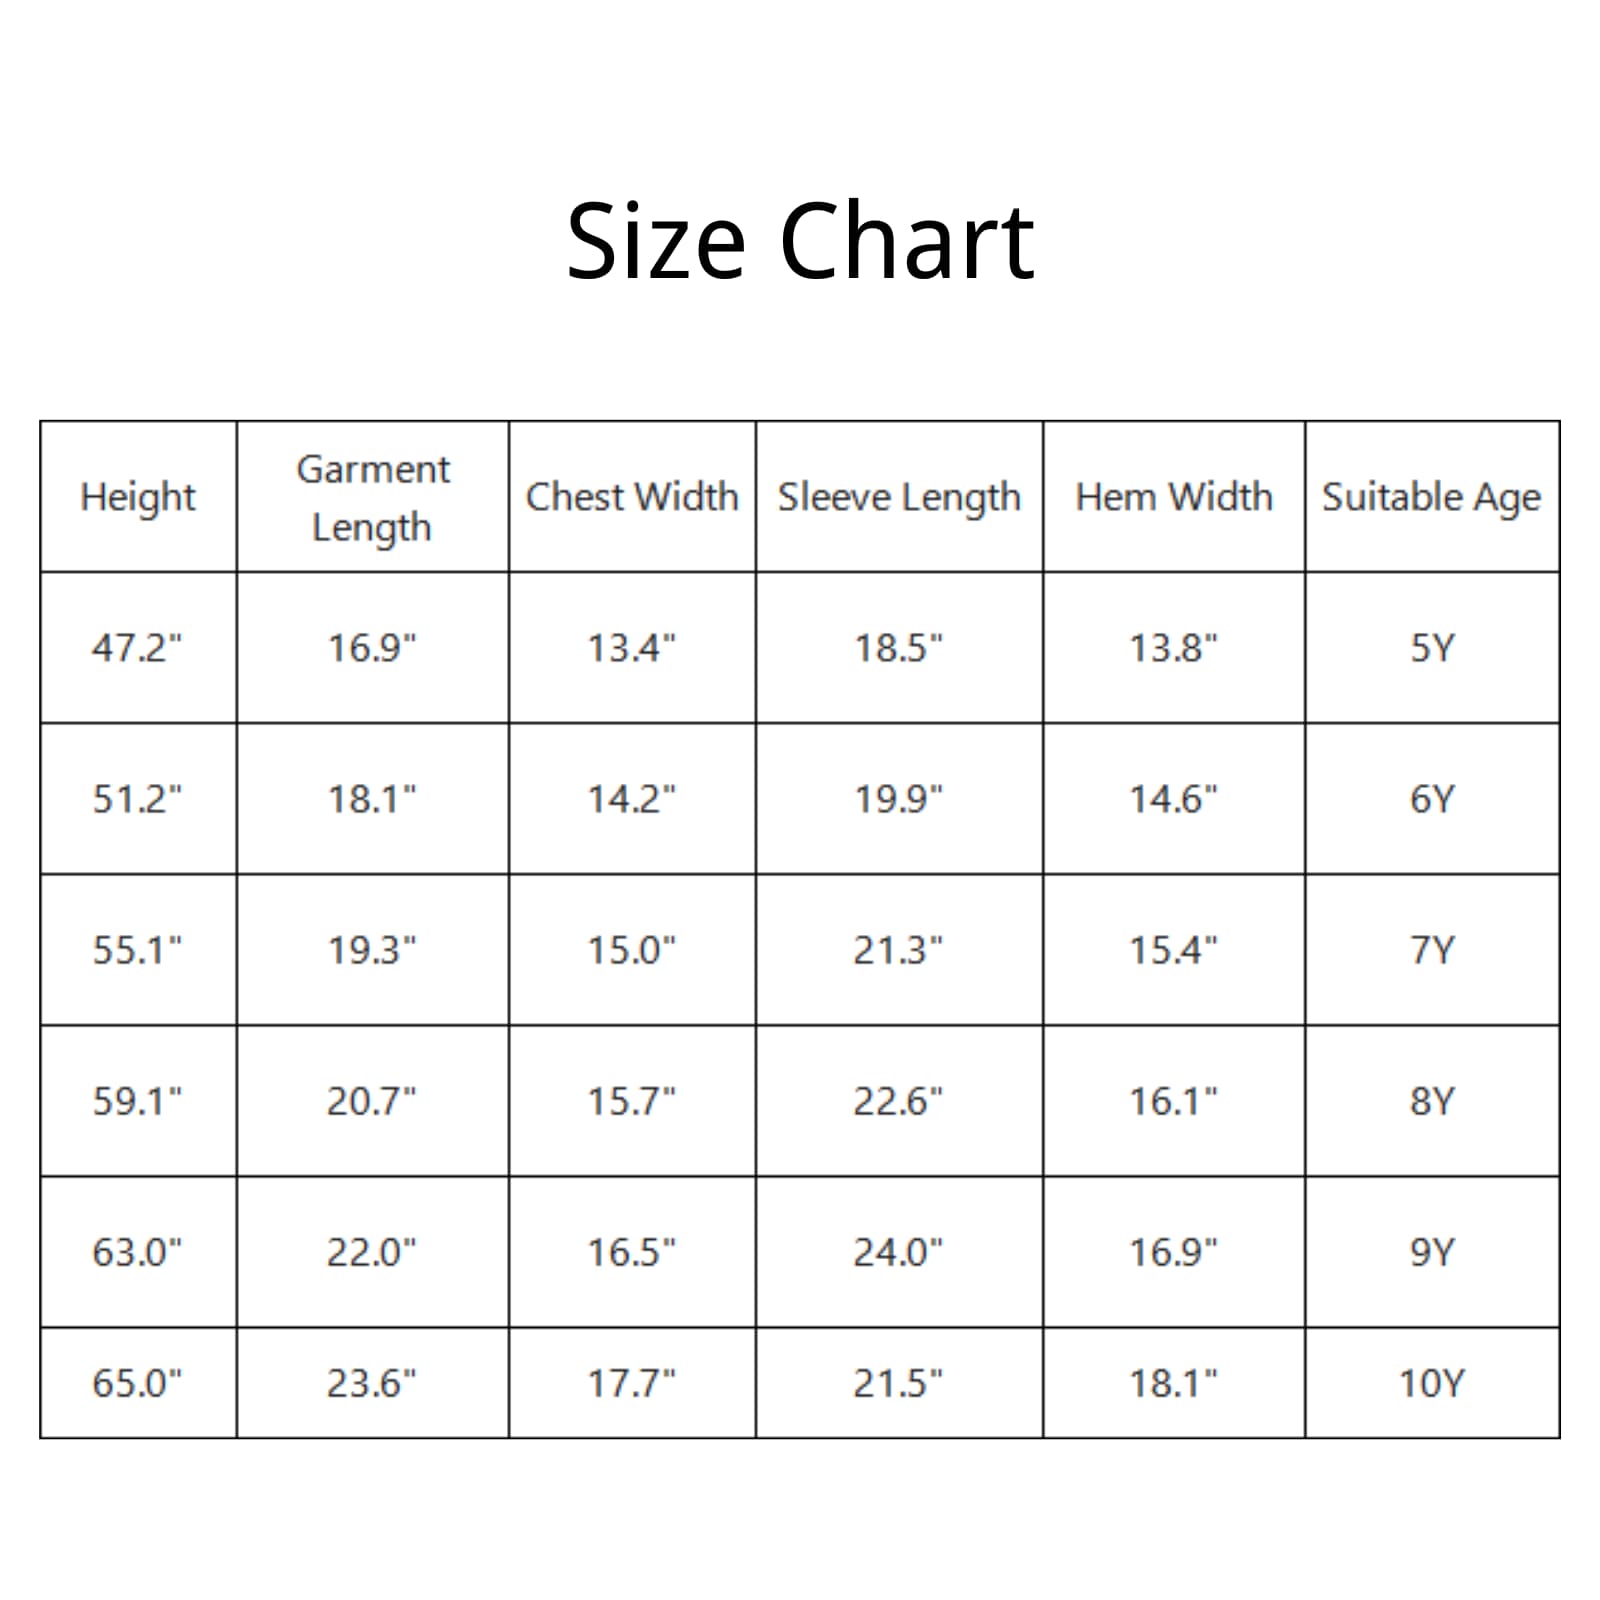 Size Chart
Height Garment Length Chest Width Sleeve Length Hem Width Suitable Age
47.2" 16.9" 13.4" 18.5" 13.8" 5Y
51.2" 18.1" 14.2" 19.9" 14.6" 6Y
55.1" 19.3" 15.0" 21.3" 15.4" 7Y
59.1" 20.7" 15.7" 22.6" 16.1" 8Y
63.0" 22.0" 16.5" 24.0" 16.9" 9Y
65.0" 23.6" 17.7" 21.5" 18.1" 10Y